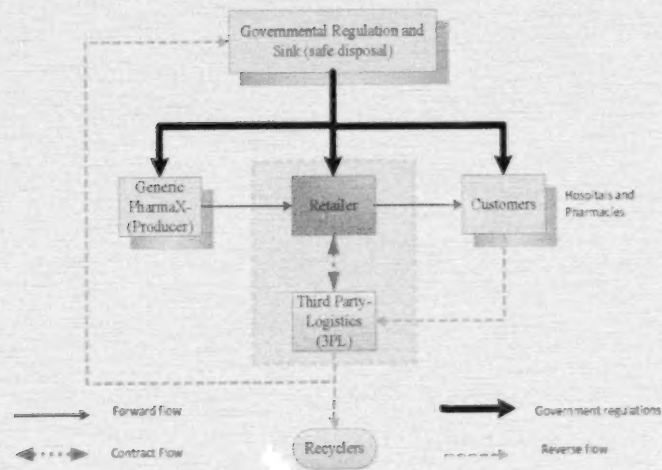 Governmental Regulation and
Sink (safe disposal)
Generic
PharmaX-
(Producer)
Retailer
Customers
Hospitals and
Pharmacies
Third Party-
Logistics
(3PL)
Forward flow
Government regulations
Contract Flow
Recyclers
Reverse flow